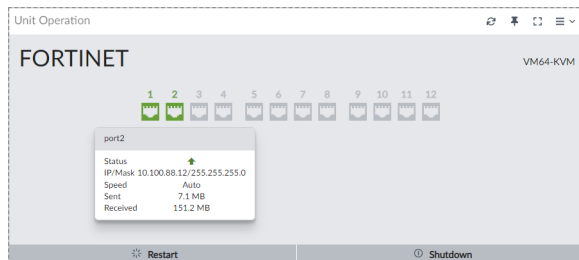 Unit Operation
FORTINET
VM64-KVM
1 2 3 4 5 6 7 8 9 10 11 12
port2
Status
IP/Mask 10.100.88.12/255.255.255.0
Speed Auto
Sent 7.1 MB
Received 151.2 MB
Restart Shutdown